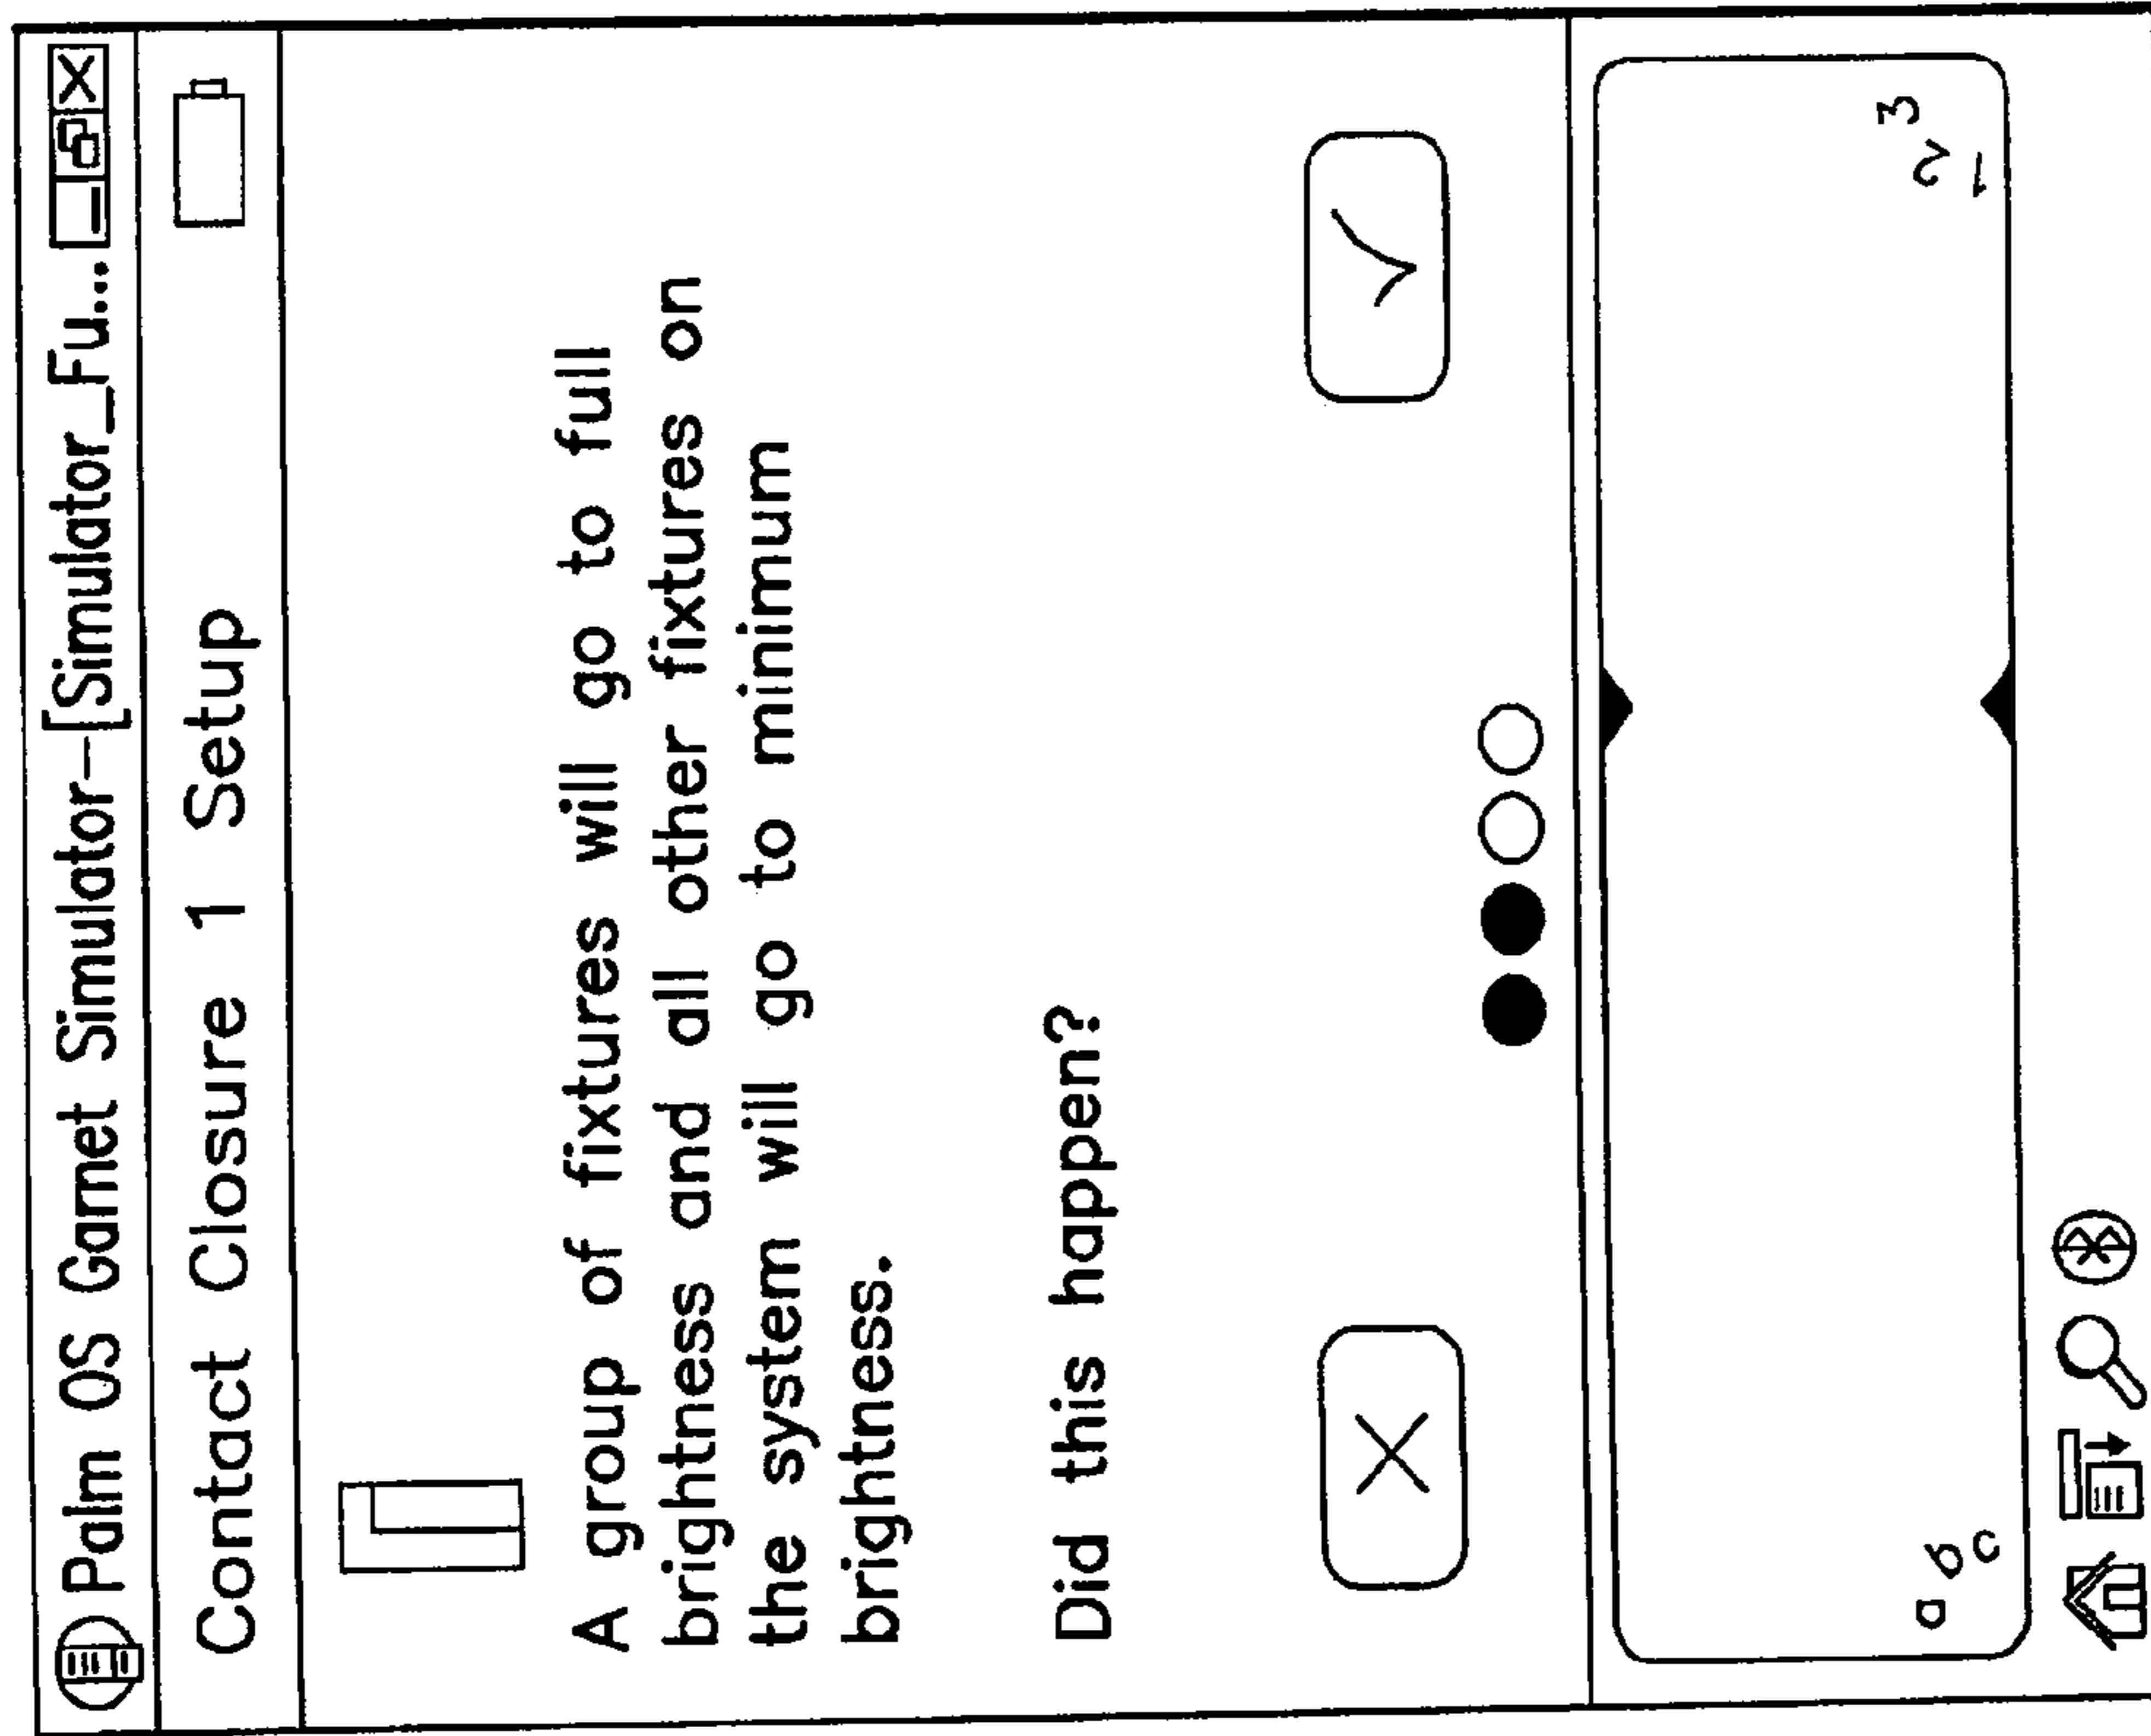 Palm OS Garnet Simulator–[Simulator_Fu...
Contact Closure 1 Setup
A group of fixtures will go to full
brightness and all other fixtures on
the system will go to minimum
brightness.
Did this happen?
a b c
1 2 3